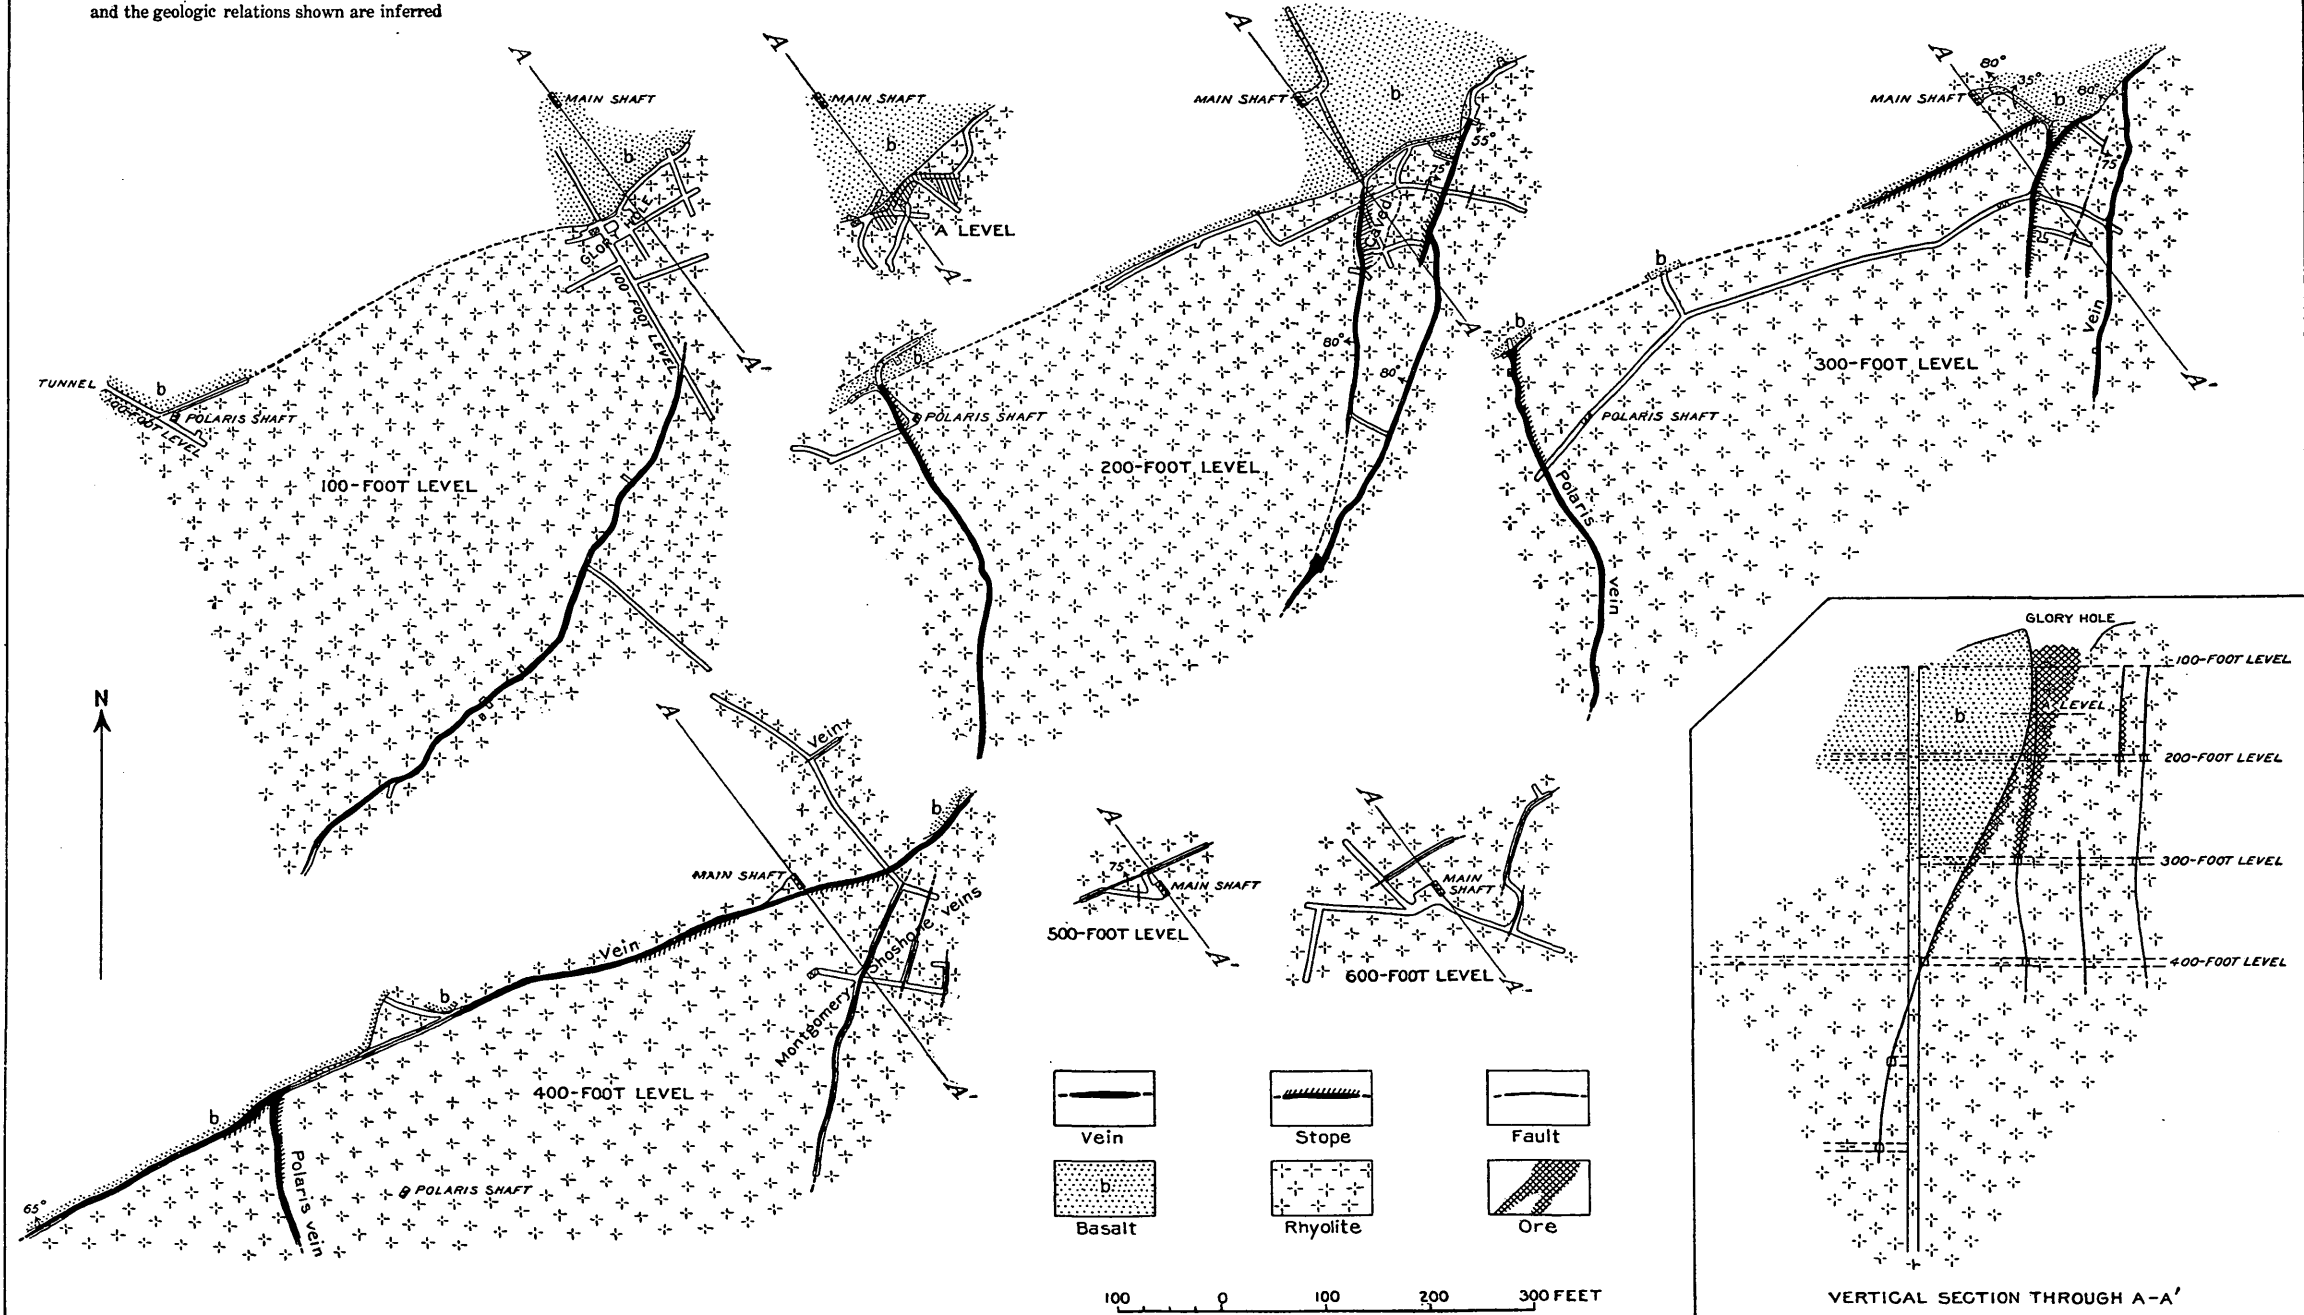 and the geologic relations shown are inferred
A
MAIN SHAFT
b
GLORY HOLE
100-FOOT LEVEL
A'
TUNNEL
b
100-FOOT LEVEL
POLARIS SHAFT
100-FOOT LEVEL
A
MAIN SHAFT
b
A LEVEL
A'
A
MAIN SHAFT
b
55°
75°
Caved
A'
80°
80°
b
POLARIS SHAFT
200-FOOT LEVEL
A
80°
35°
MAIN SHAFT
b
80°
75
b
vein
b
300-FOOT LEVEL
A'
POLARIS SHAFT
Polaris
vein
N
A
Vein
b
MAIN SHAFT
Vein
Shoshone veins
Montgomery
b
400-FOOT LEVEL
A'
b
Polaris vein
POLARIS SHAFT
65°
A
75°
MAIN SHAFT
500-FOOT LEVEL
A'
A
MAIN
SHAFT
600-FOOT LEVEL
A'
Vein
Stope
Fault
b
Basalt
Rhyolite
Ore
100 0 100 200 300 FEET
GLORY HOLE
100-FOOT LEVEL
b
A LEVEL
200-FOOT LEVEL
300-FOOT LEVEL
400-FOOT LEVEL
VERTICAL SECTION THROUGH A-A'